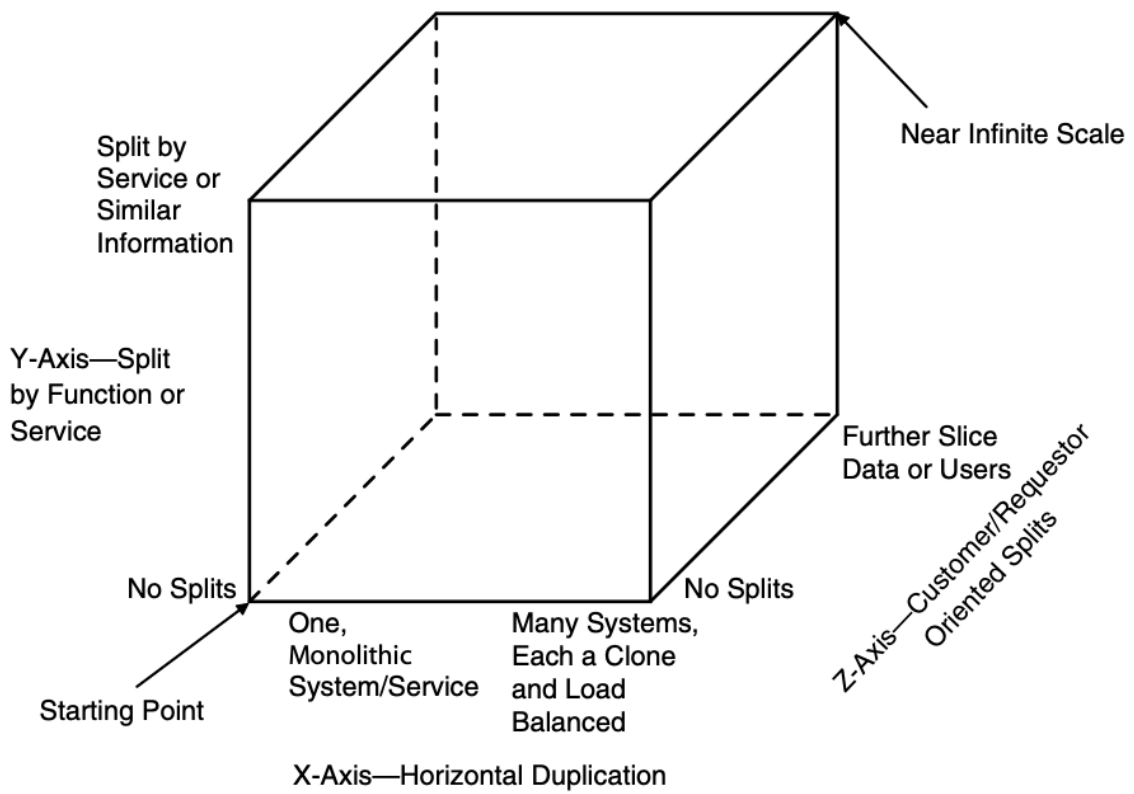 Near Infinite Scale
Split by
Service or
Similar
Information
Y-Axis—Split
by Function or
Service
Further Slice
Data or Users
Z-Axis—Customer/Requestor
Oriented Splits
No Splits
No Splits
One,
Monolithic
System/Service
Many Systems,
Each a Clone
and Load
Balanced
Starting Point
X-Axis—Horizontal Duplication